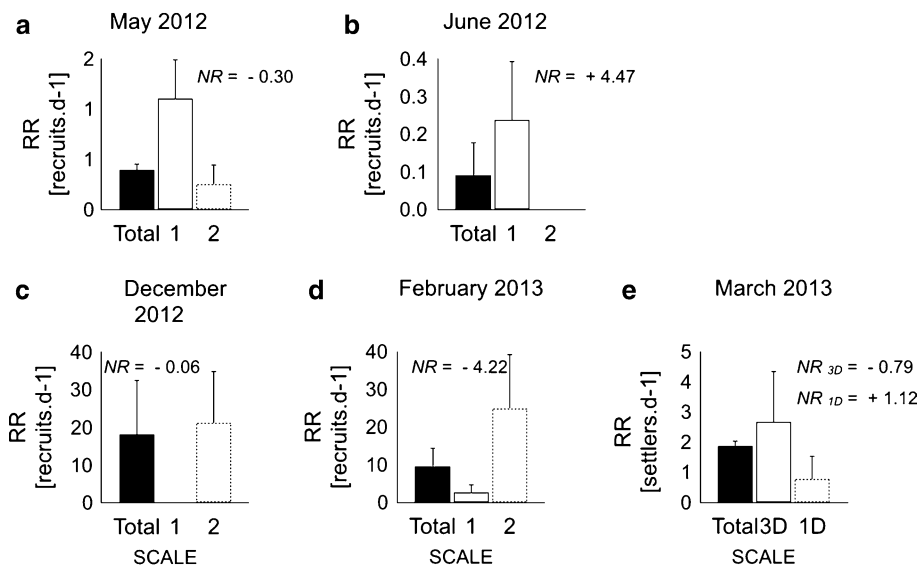 a May 2012
2
1
1
0
RR
[recruits.d-1]
NR = - 0.30
Total 1 2
b June 2012
0.4
0.3
0.2
0.1
0.0
RR
[recruits.d-1]
NR = + 4.47
Total 1 2
c December
2012
40
30
20
10
0
RR
[recruits.d-1]
NR = - 0.06
Total 1 2
SCALE
d February 2013
40
30
20
10
0
RR
[recruits.d-1]
NR = - 4.22
Total 1 2
SCALE
e March 2013
5
4
3
2
1
0
RR
[settlers.d-1]
NR 3D = - 0.79
NR 1D = + 1.12
Total 3D 1D
SCALE